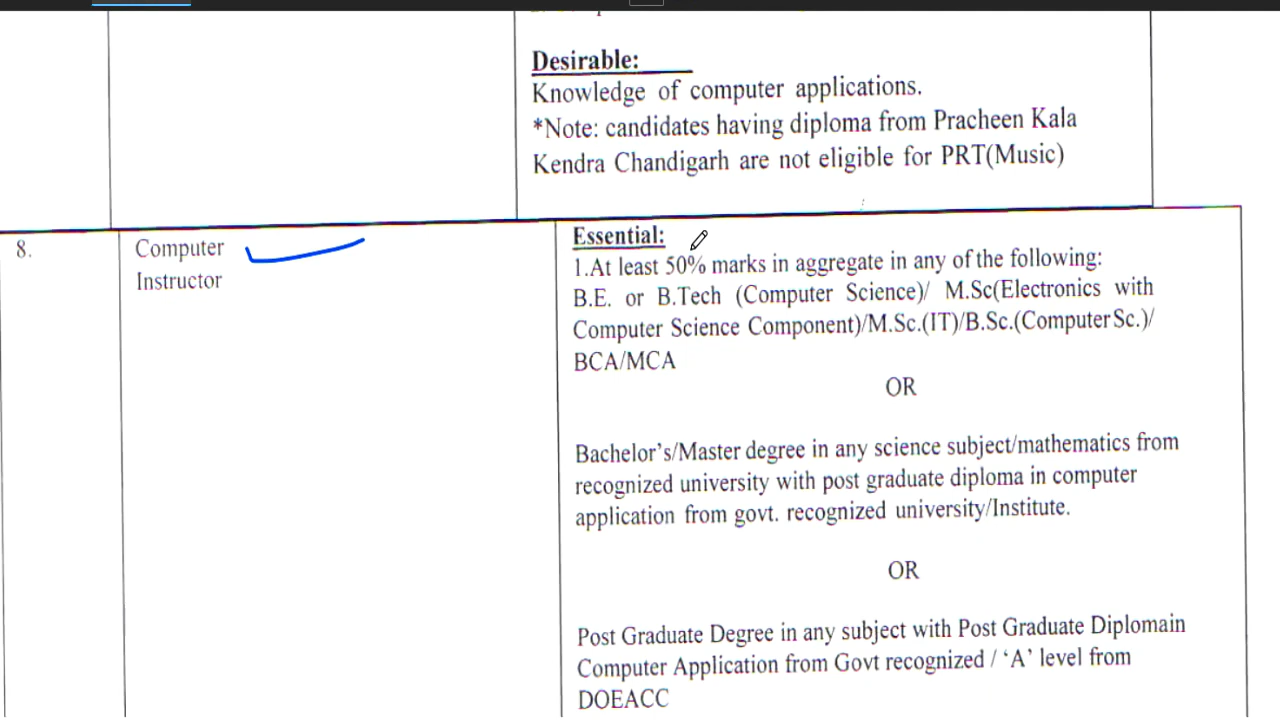 Desirable:
Knowledge of computer applications.
*Note: candidates having diploma from Pracheen Kala
Kendra Chandigarh are not eligible for PRT(Music)
8.
Computer
Instructor
Essential:
1.At least 50% marks in aggregate in any of the following:
B.E. or B.Tech (Computer Science)/ M.Sc(Electronics with
Computer Science Component)/M.Sc.(IT)/B.Sc.(Computer Sc.)/
BCA/MCA
OR
Bachelor's/Master degree in any science subject/mathematics from
recognized university with post graduate diploma in computer
application from govt. recognized university/Institute.
OR
Post Graduate Degree in any subject with Post Graduate Diplomain
Computer Application from Govt recognized / 'A' level from
DOEACC